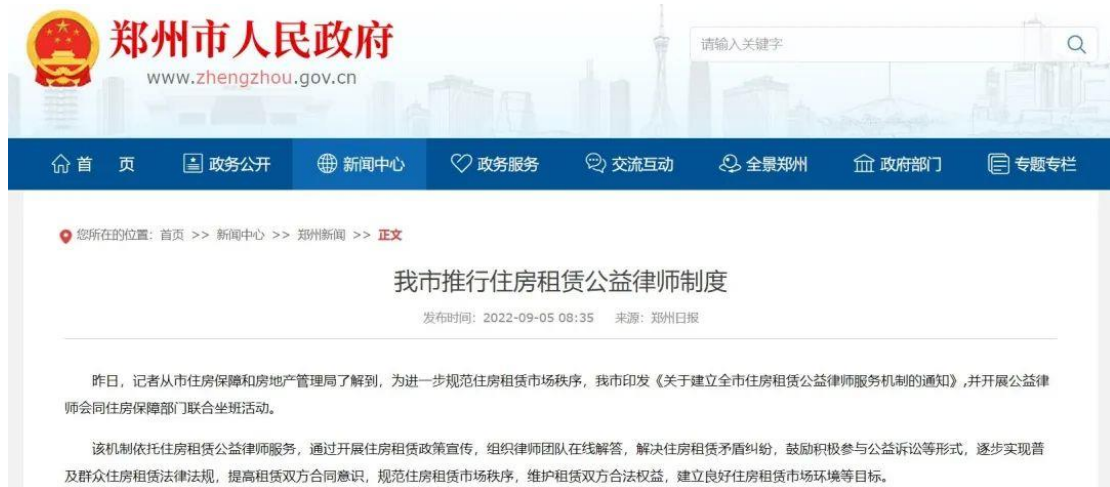 郑州市人民政府
www.zhengzhou.gov.cn
请输入关键字
首 页 政务公开 新闻中心 政务服务 交流互动 全景郑州 政府部门 专题专栏
您所在的位置：首页 >> 新闻中心 >> 郑州新闻 >> 正文
我市推行住房租赁公益律师制度
发布时间：2022-09-05 08:35 来源：郑州日报
昨日，记者从市住房保障和房地产管理局了解到，为进一步规范住房租赁市场秩序，我市印发《关于建立全市住房租赁公益律师服务机制的通知》,并开展公益律
师会同住房保障部门联合坐班活动。
该机制依托住房租赁公益律师服务，通过开展住房租赁政策宣传，组织律师团队在线解答，解决住房租赁矛盾纠纷，鼓励积极参与公益诉讼等形式，逐步实现普
及群众住房租赁法律法规，提高租赁双方合同意识，规范住房租赁市场秩序，维护租赁双方合法权益，建立良好住房租赁市场环境等目标。